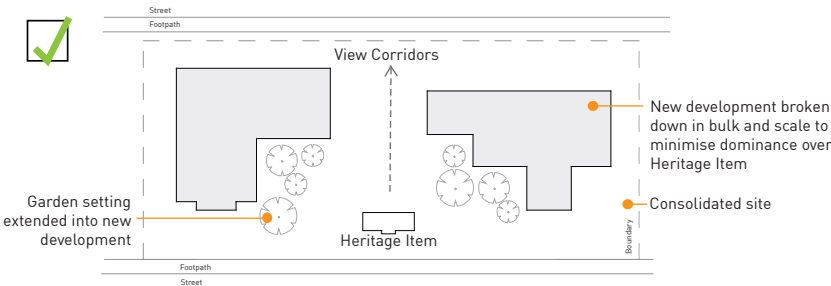 Street
Footpath
View Corridors
New development broken
down in bulk and scale to
minimise dominance over
Heritage Item
Garden setting
extended into new
development
Consolidated site
Heritage Item
Boundary
Footpath
Street